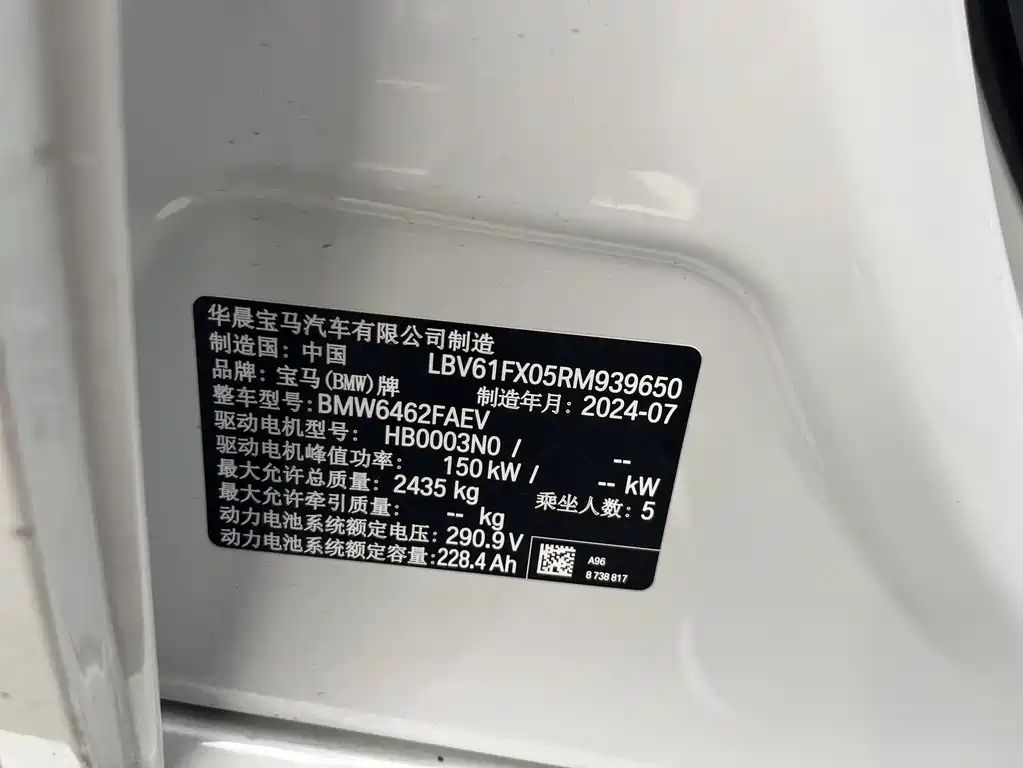 华晨宝马汽车有限公司制造
制造国：中国 LBV61FX05RM939650
品牌：宝马(BMW)牌 制造年月：2024-07
整车型号：BMW6462FAEV
驱动电机型号： HB0003N0 / --
驱动电机峰值功率： 150 kW / -- kW
最大允许总质量：2435 kg 乘坐人数：5
最大允许牵引质量： -- kg
动力电池系统额定电压：290.9 V
动力电池系统额定容量:228.4 Ah
A96
8 738 817